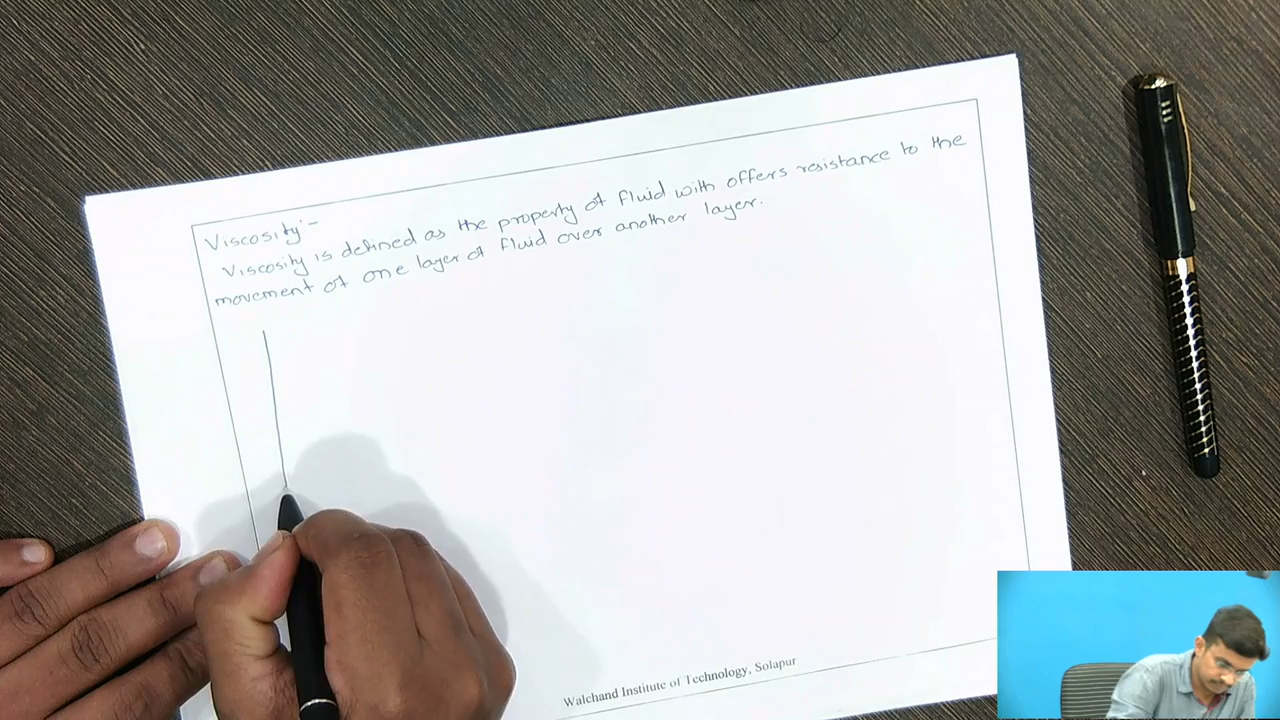 Viscosity:-
Viscosity is defined as the property of fluid with offers resistance to the
movement of one layer of fluid over another layer.
Walchand Institute of Technology, Solapur